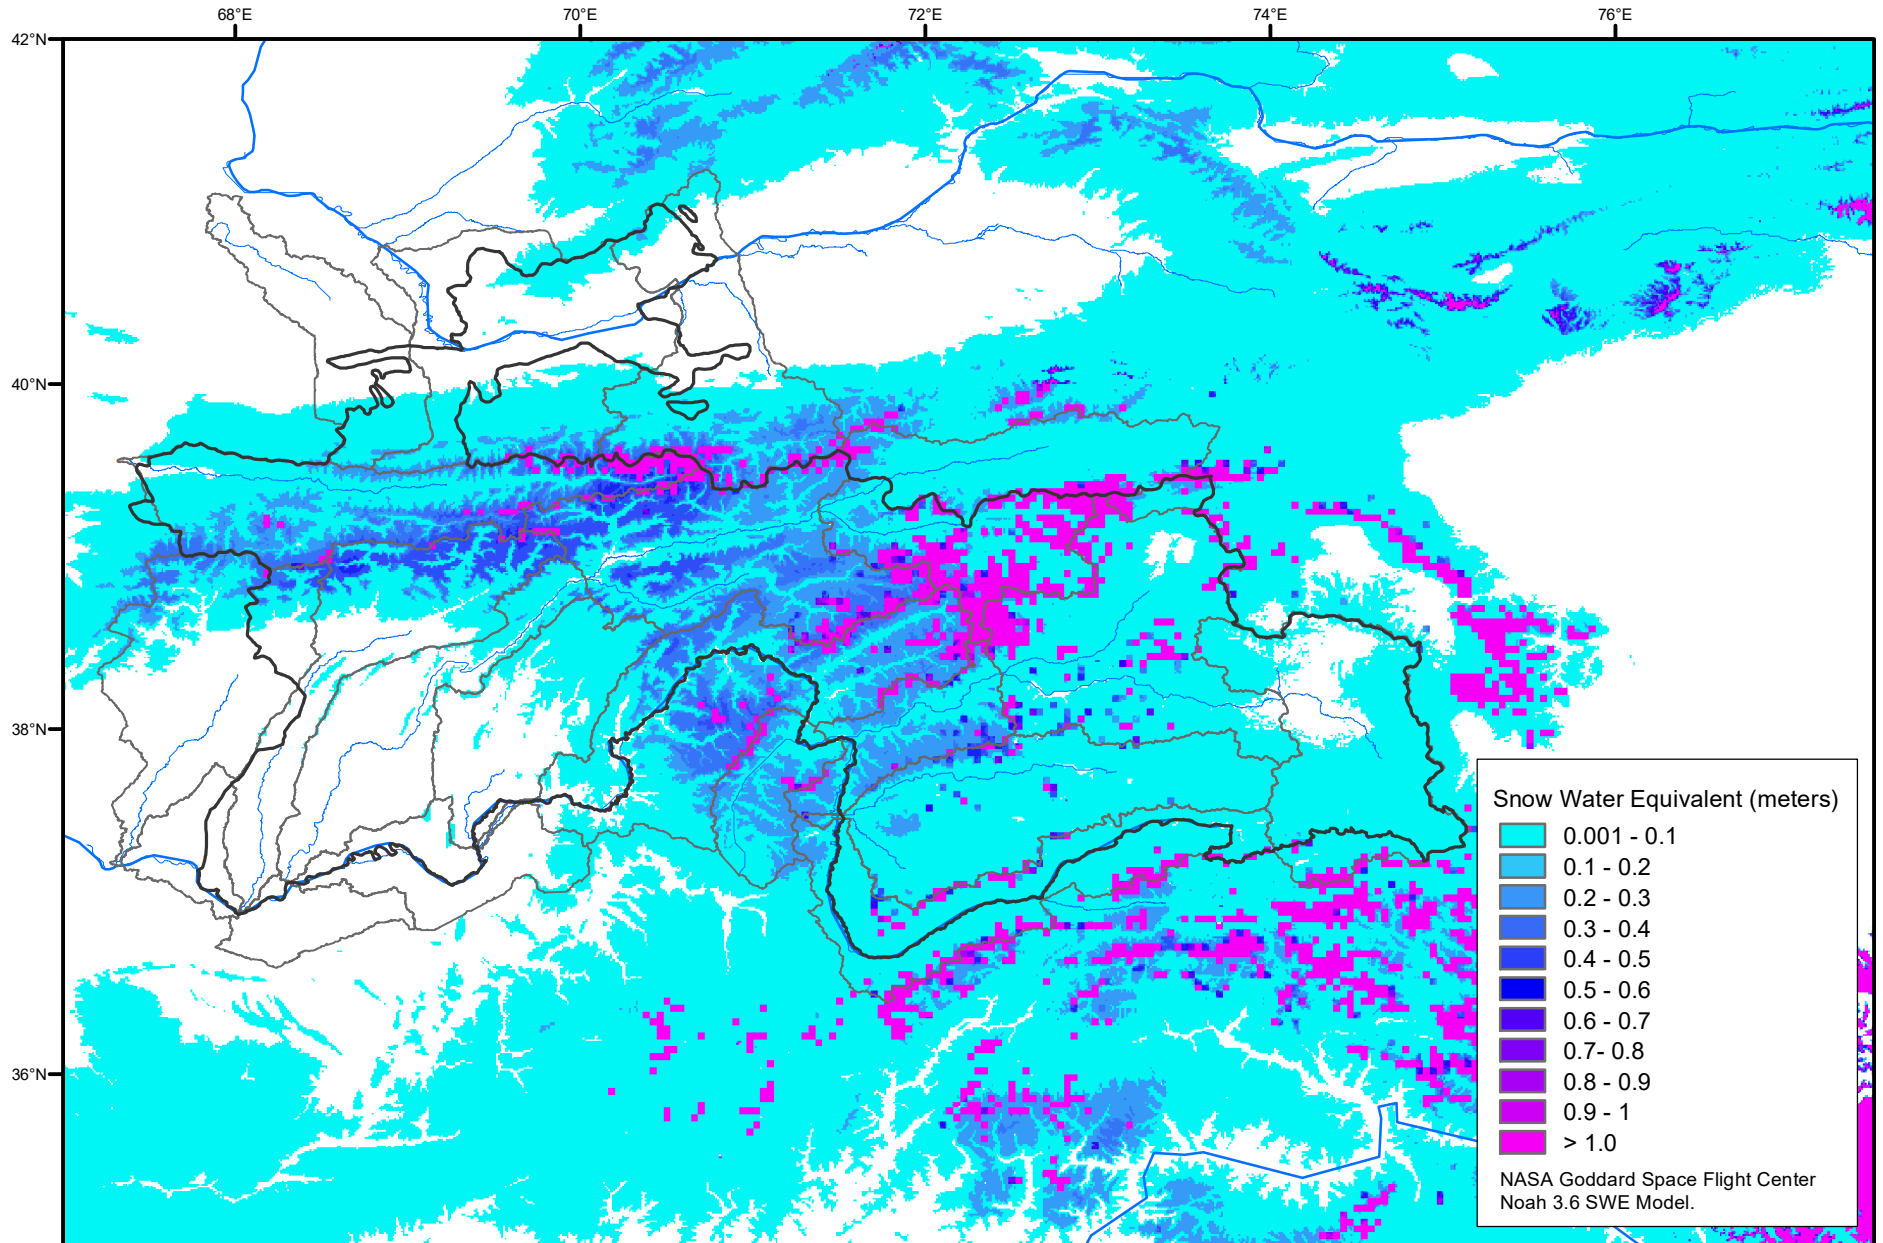 68°E 70°E 72°E 74°E 76°E
42°N
40°N
38°N
36°N
Snow Water Equivalent (meters)
0.001 - 0.1
0.1 - 0.2
0.2 - 0.3
0.3 - 0.4
0.4 - 0.5
0.5 - 0.6
0.6 - 0.7
0.7- 0.8
0.8 - 0.9
0.9 - 1
> 1.0
NASA Goddard Space Flight Center
Noah 3.6 SWE Model.